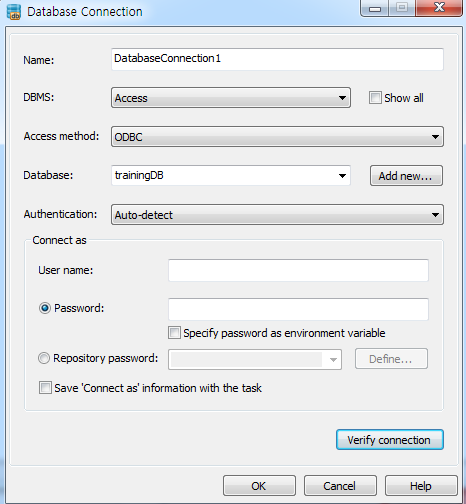 Database Connection
Name: DatabaseConnection1
DBMS: Access Show all
Access method: ODBC
Database: trainingDB Add new...
Authentication: Auto-detect
Connect as
User name:
Password:
Specify password as environment variable
Repository password: Define...
Save 'Connect as' information with the task
Verify connection
OK Cancel Help